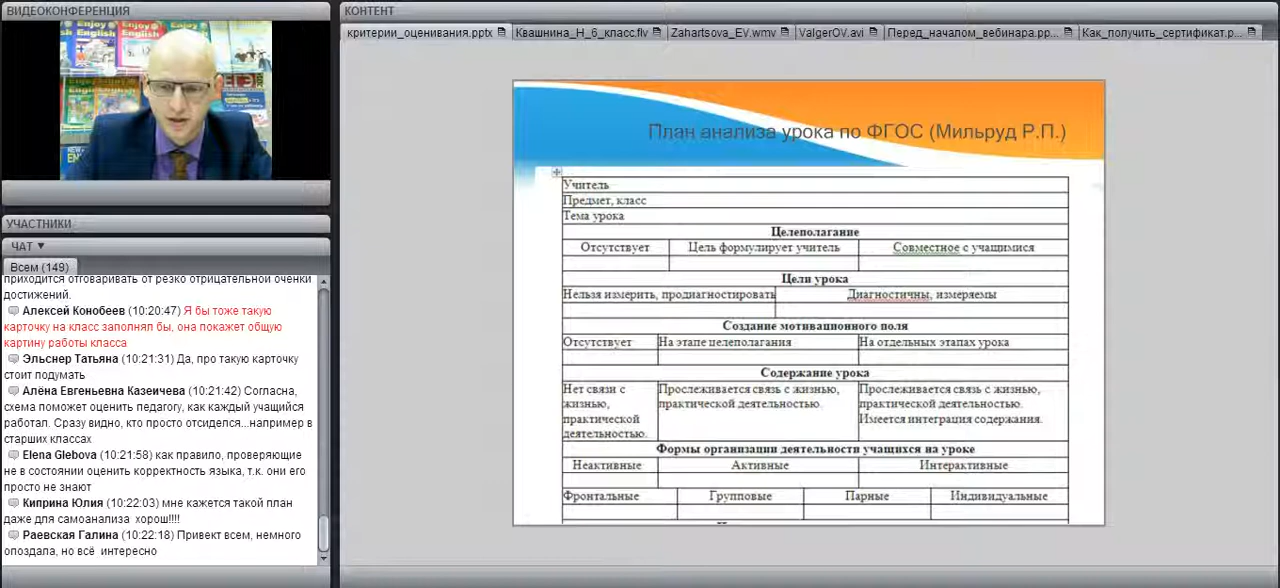 ВИДЕОКОНФЕРЕНЦИЯ
Enjoy English
Enjoy English
ЕГЭ
УЧАСТНИКИ
ЧАТ ▼
Всем (149)
приходится отговаривать от резко отрицательной оченки
достижений.
Алексей Конобеев (10:20:47) Я бы тоже такую
карточку на класс заполнял бы, она покажет общую
картину работы класса
Эльснер Татьяна (10:21:31) Да, про такую карточку
стоит подумать
Алёна Евгеньевна Казеичева (10:21:42) Согласна,
схема поможет оценить педагогу, как каждый учащийся
работал. Сразу видно, кто просто отсиделся...например в
старших классах
Elena Glebova (10:21:58) как правило, проверяющие
не в состоянии оценить корректность языка, т.к. они его
просто не знают
Киприна Юлия (10:22:03) мне кажется такой план
даже для самоанализа хорош!!!!
Раевская Галина (10:22:18) Привект всем, немного
опоздала, но всё интересно
КОНТЕНТ
критерии_оценивания.pptx Квашнина_Н_6_класс.flv Zahartsova_EV.wmv ValgerOV.avi Перед_началом_вебинара.pp... Как_получить_сертификат.p...
План анализа урока по ФГОС (Мильруд Р.П.)
Учитель
Предмет, класс
Тема урока
Целеполагание
Отсутствует Цель формулирует учитель Совместное с учащимися
Цели урока
Нельзя измерить, продиагностировать Диагностичны, измеряемы
Создание мотивационного поля
Отсутствует На этапе целеполагания На отдельных этапах урока
Содержание урока
Нет связи с Прослеживается связь с жизнью, Прослеживается связь с жизнью,
жизнью, практической деятельностью. практической деятельностью.
практической Имеется интеграция содержания.
деятельностью.
Формы организации деятельности учащихся на уроке
Неактивные Активные Интерактивные
Фронтальные Групповые Парные Индивидуальные